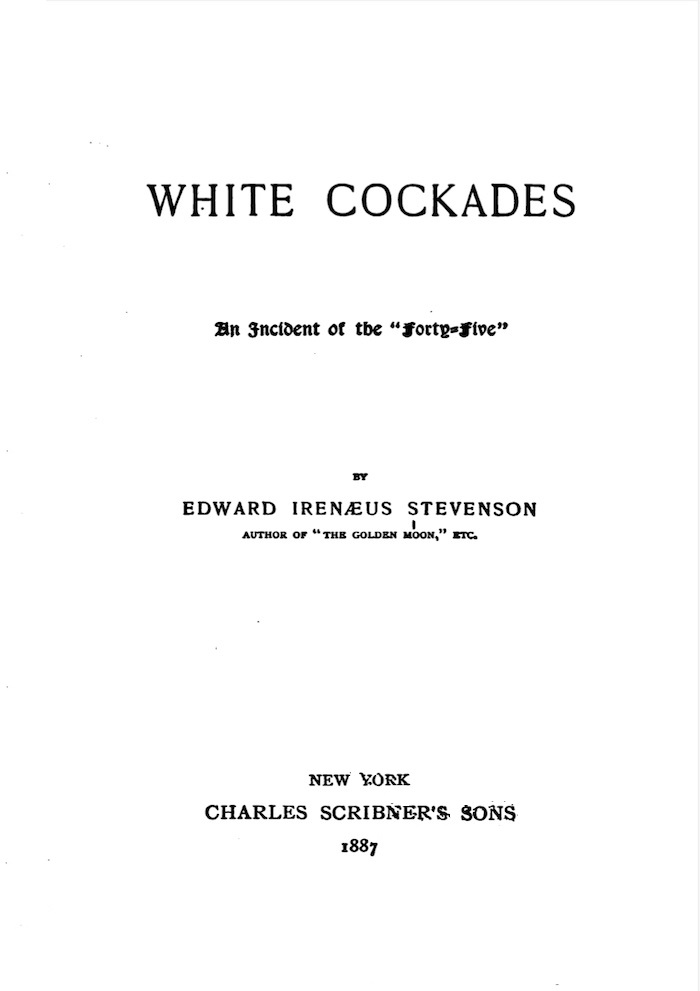 WHITE COCKADES
An Incident of the "Forty-Five"
BY
EDWARD IRENÆUS STEVENSON
AUTHOR OF "THE GOLDEN MOON," ETC.
NEW YORK
CHARLES SCRIBNER'S SONS
1887